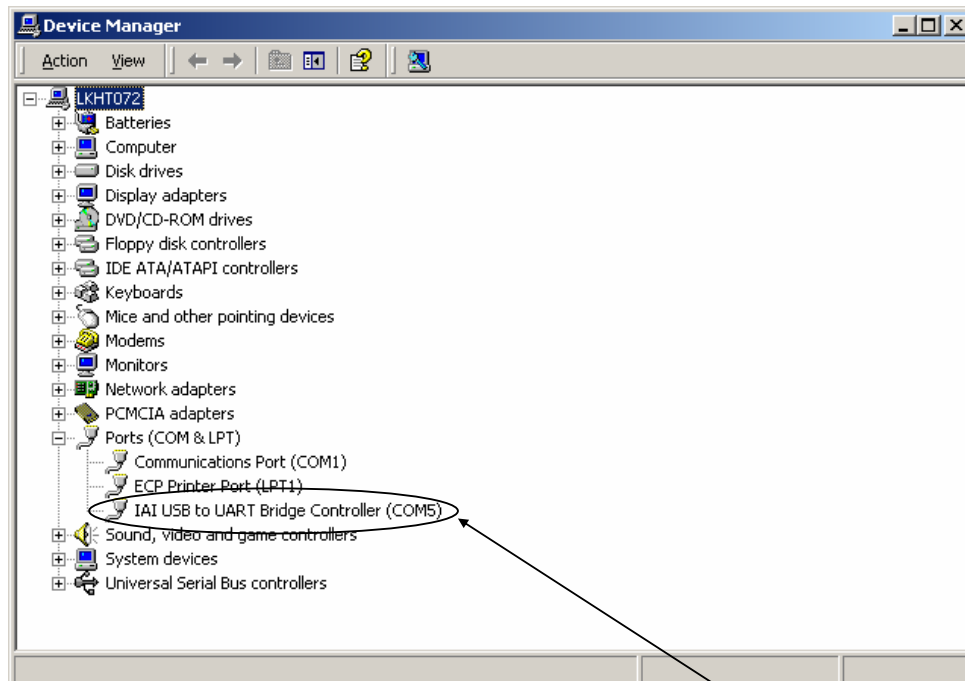 Device Manager
Action View
LKHT072
Batteries
Computer
Disk drives
Display adapters
DVD/CD-ROM drives
Floppy disk controllers
IDE ATA/ATAPI controllers
Keyboards
Mice and other pointing devices
Modems
Monitors
Network adapters
PCMCIA adapters
Ports (COM & LPT)
Communications Port (COM1)
ECP Printer Port (LPT1)
IAI USB to UART Bridge Controller (COM5)
Sound, video and game controllers
System devices
Universal Serial Bus controllers